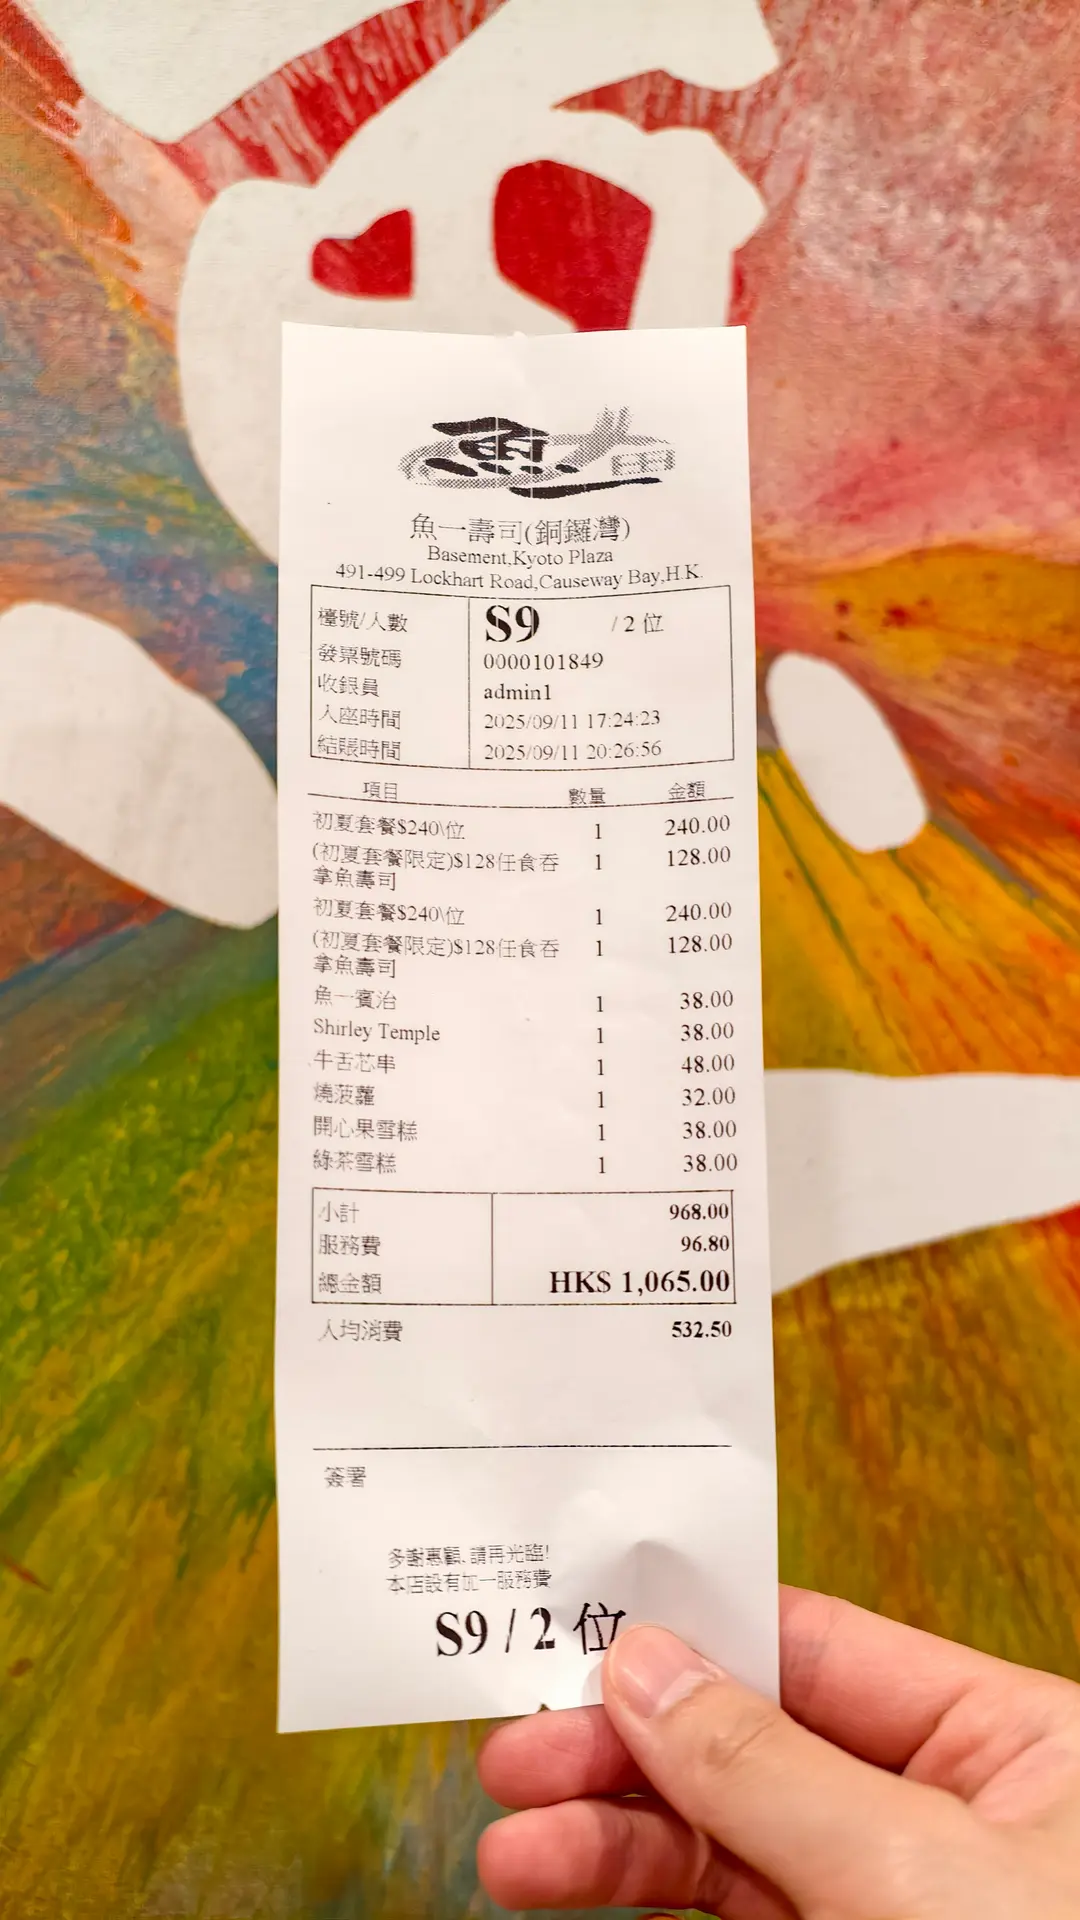 魚一壽司(銅鑼灣)
Basement,Kyoto Plaza
491-499 Lockhart Road,Causeway Bay,H.K.
檯號/人數 S9 / 2 位
發票號碼 0000101849
收銀員 admin1
入座時間 2025/09/11 17:24:23
結賬時間 2025/09/11 20:26:56
項目 數量 金額
初夏套餐$240\位 1 240.00
(初夏套餐限定)$128任食吞 1 128.00
拿魚壽司
初夏套餐$240\位 1 240.00
(初夏套餐限定)$128任食吞 1 128.00
拿魚壽司
魚一賓治 1 38.00
Shirley Temple 1 38.00
牛舌芯串 1 48.00
燒菠蘿 1 32.00
開心果雪糕 1 38.00
綠茶雪糕 1 38.00
小計 968.00
服務費 96.80
總金額 HK$ 1,065.00
人均消費 532.50
簽署
多謝惠顧,請再光臨!
本店設有加一服務費
S9 / 2 位